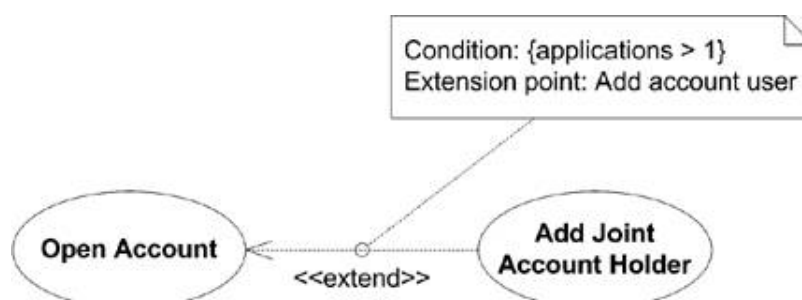 Condition: {applications > 1}
Extension point: Add account user
Open Account
<<extend>>
Add Joint
Account Holder